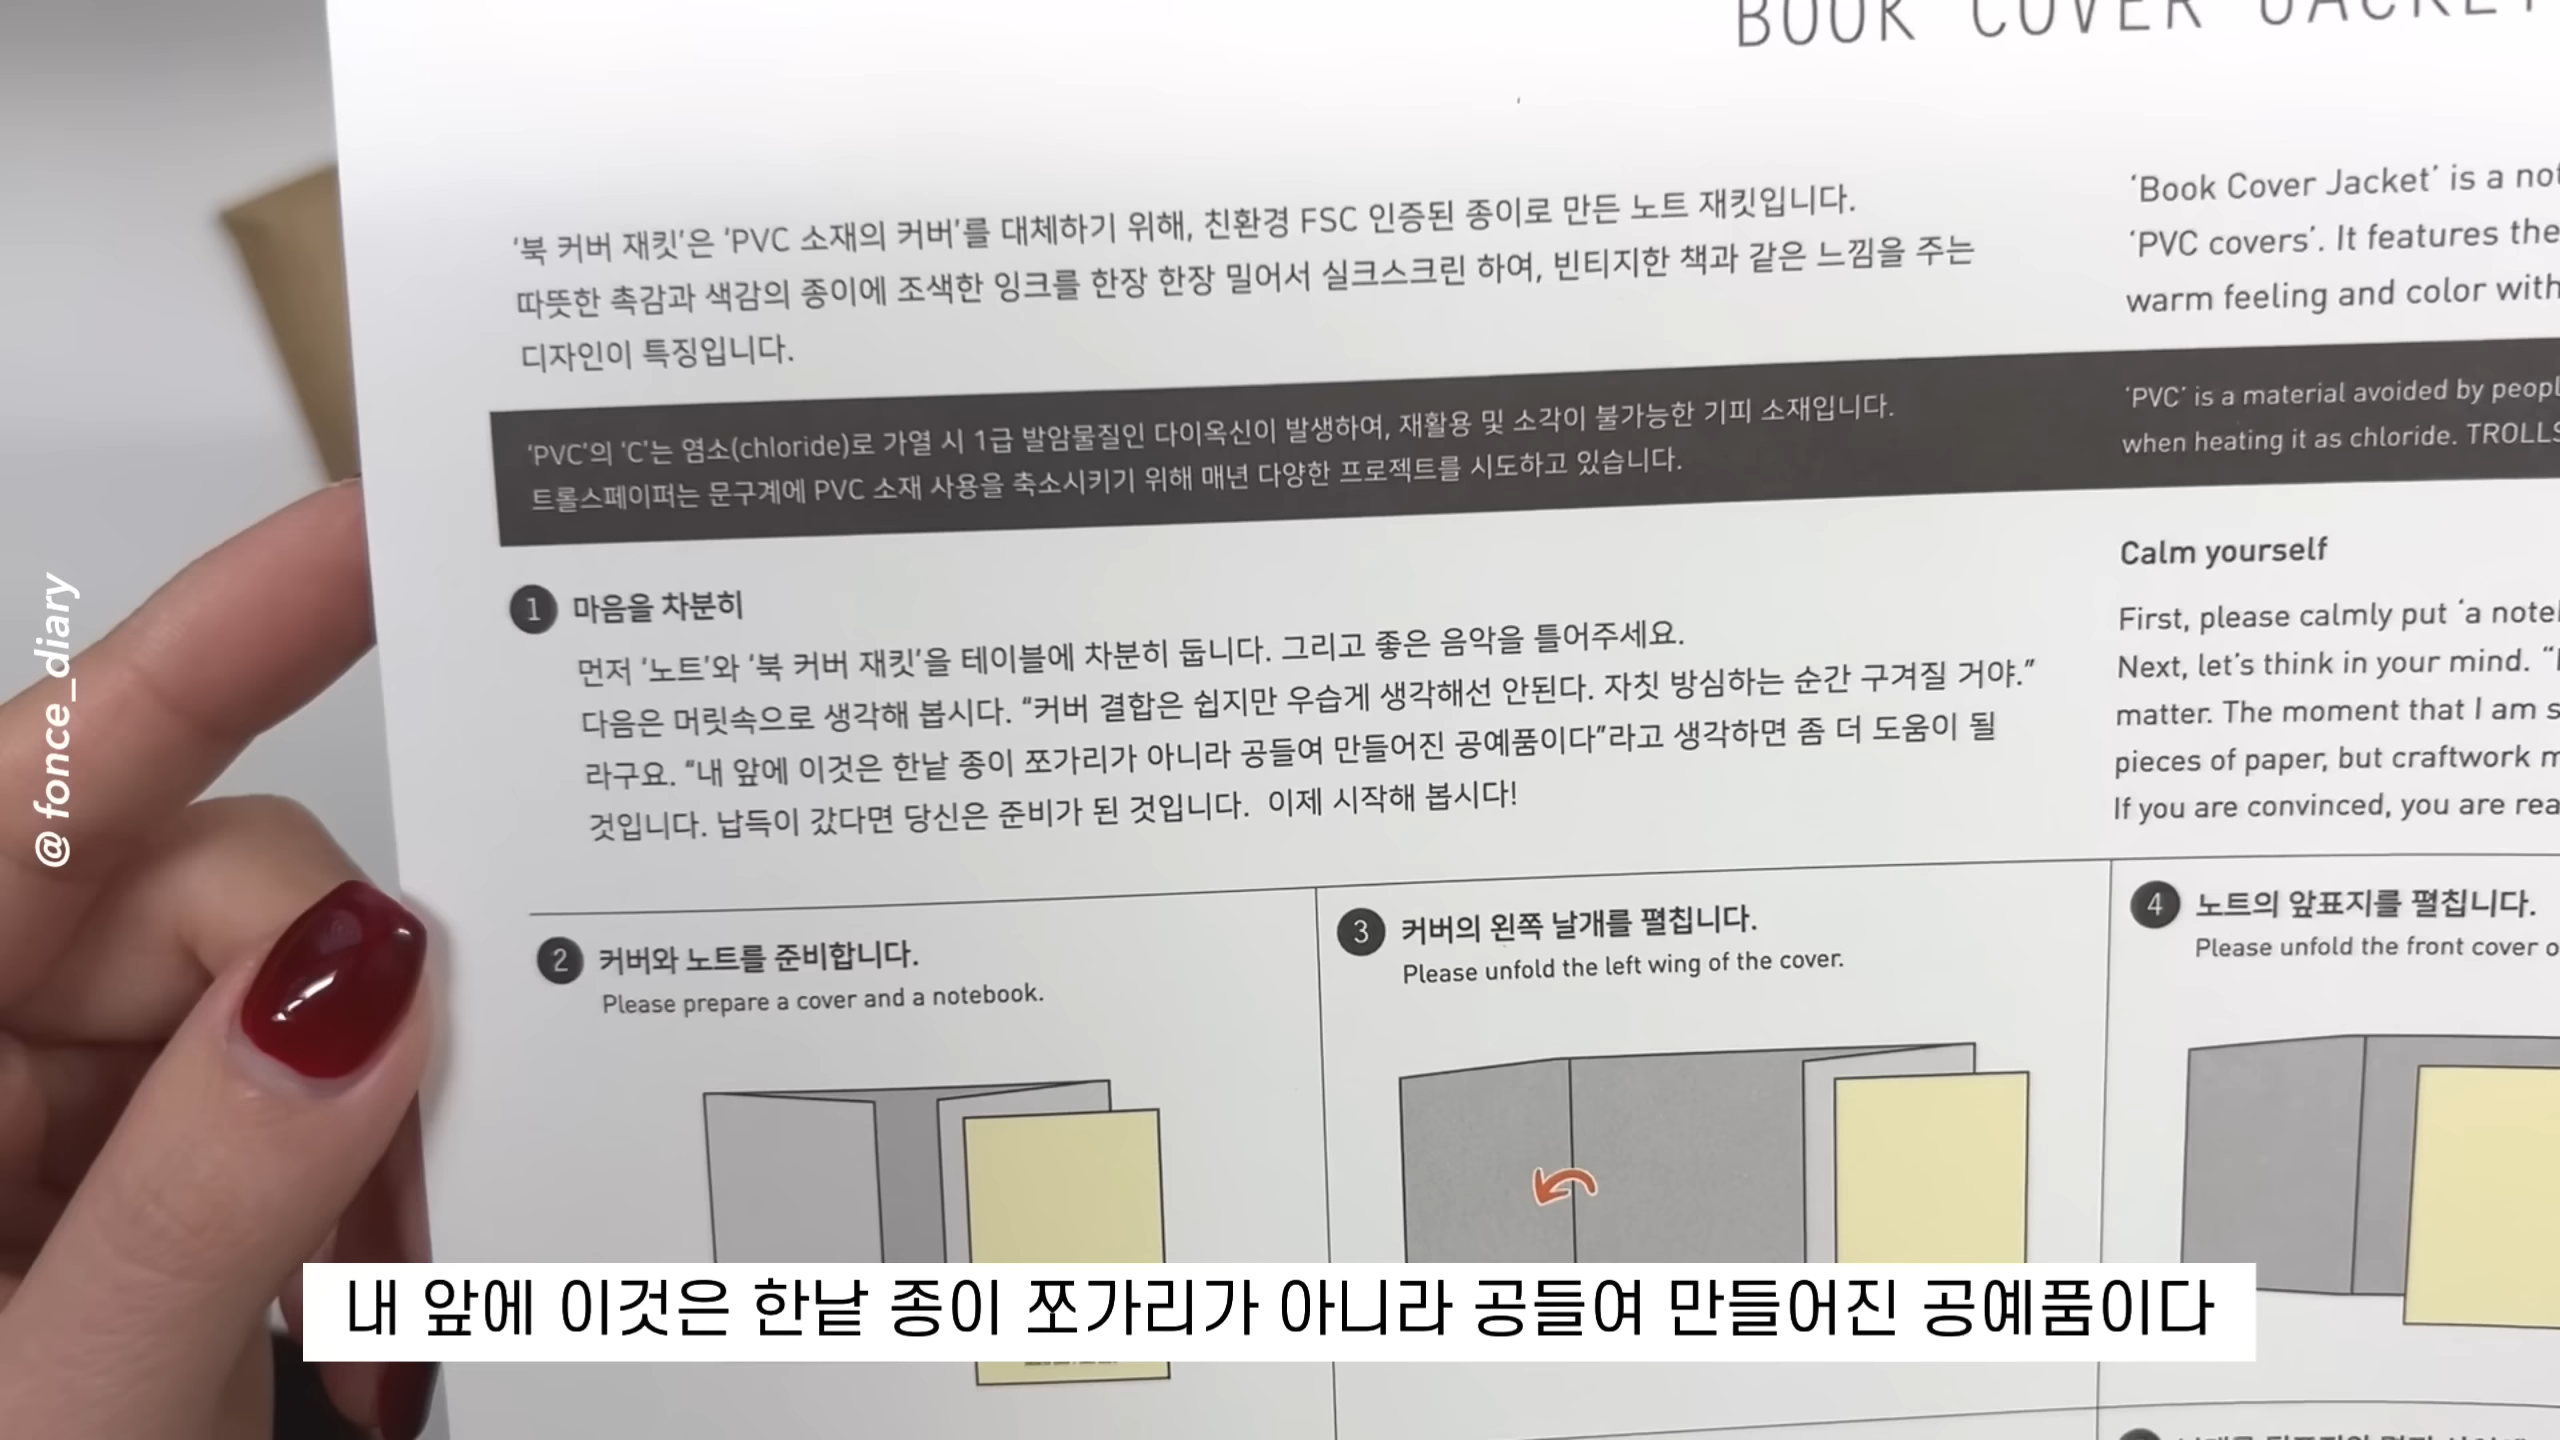 BOOK COVER JACKET
'북 커버 재킷'은 'PVC 소재의 커버'를 대체하기 위해, 친환경 FSC 인증된 종이로 만든 노트 재킷입니다.
따뜻한 촉감과 색감의 종이에 조색한 잉크를 한장 한장 밀어서 실크스크린 하여, 빈티지한 책과 같은 느낌을 주는
디자인이 특징입니다.
'Book Cover Jacket' is a
'PVC covers'. It features the
warm feeling and color with
'PVC'의 'C'는 염소(chloride)로 가열 시 1급 발암물질인 다이옥신이 발생하여, 재활용 및 소각이 불가능한 기피 소재입니다.
트롤스페이퍼는 문구계에 PVC 소재 사용을 축소시키기 위해 매년 다양한 프로젝트를 시도하고 있습니다.
'PVC' is a material avoided by
when heating it as chloride.
1 마음을 차분히
먼저 '노트'와 '북 커버 재킷'을 테이블에 차분히 둡니다. 그리고 좋은 음악을 틀어주세요.
다음은 머릿속으로 생각해 봅시다. “커버 결합은 쉽지만 우습게 생각해선 안된다. 자칫 방심하는 순간 구겨질 거야.”
라구요. “내 앞에 이것은 한낱 종이 쪼가리가 아니라 공들여 만들어진 공예품이다”라고 생각하면 좀 더 도움이 될
것입니다. 납득이 갔다면 당신은 준비가 된 것입니다. 이제 시작해 봅시다!
Calm yourself
First, please calmly put 'a
Next, let's think in your mind.
matter. The moment that I am
pieces of paper, but craftwork
If you are convinced, you are
2 커버와 노트를 준비합니다.
Please prepare a cover and a notebook.
3 커버의 왼쪽 날개를 펼칩니다.
Please unfold the left wing of the cover.
4 노트의 앞표지를 펼칩니다.
Please unfold the front cover
@fonce_diary
내 앞에 이것은 한낱 종이 쪼가리가 아니라 공들여 만들어진 공예품이다